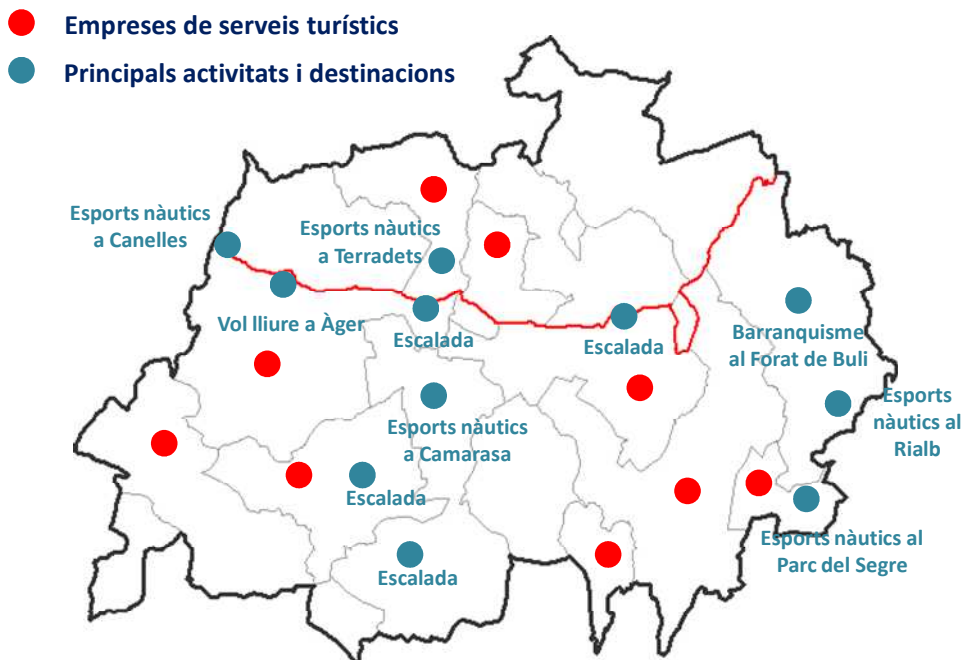 Empreses de serveis turístics
Principals activitats i destinacions
Esports nàutics
a Canelles
Esports nàutics
a Terradets
Vol lliure a Àger
Escalada
Escalada
Barranquisme
al Forat de Buli
Esports
nàutics al
Rialb
Esports nàutics
a Camarasa
Escalada
Esports nàutics al
Parc del Segre
Escalada